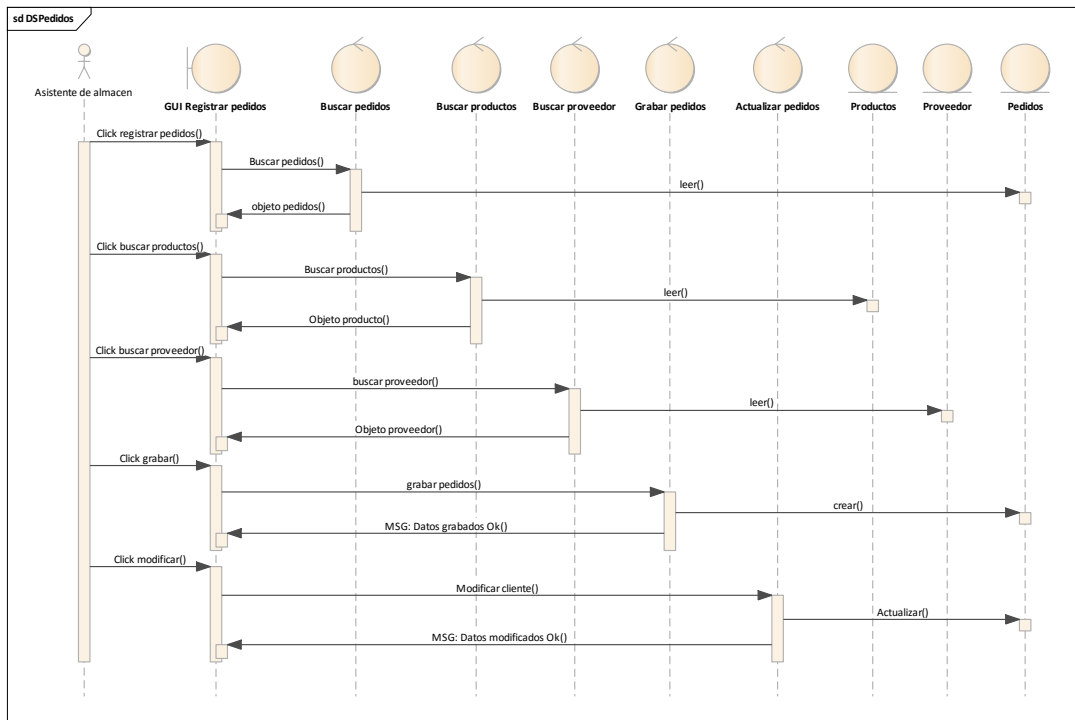 sd DSPedidos
Asistente de almacen
GUI Registrar pedidos
Buscar pedidos
Buscar productos
Buscar proveedor
Grabar pedidos
Actualizar pedidos
Productos
Proveedor
Pedidos
Click registrar pedidos()
Buscar pedidos()
leer()
objeto pedidos()
Click buscar productos()
Buscar productos()
leer()
Objeto producto()
Click buscar proveedor()
buscar proveedor()
leer()
Objeto proveedor()
Click grabar()
grabar pedidos()
crear()
MSG: Datos grabados Ok()
Click modificar()
Modificar cliente()
Actualizar()
MSG: Datos modificados Ok()